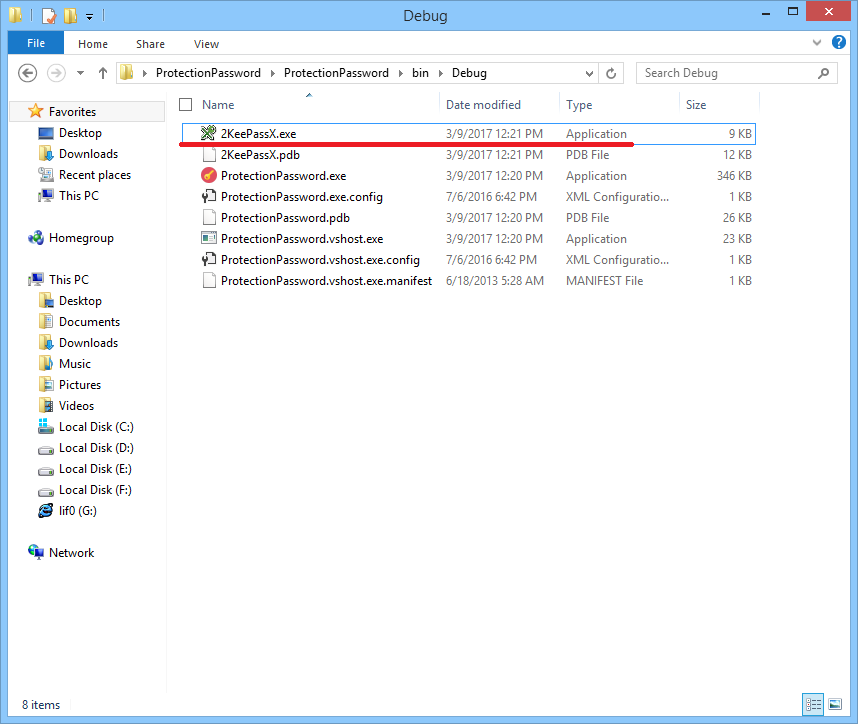 Debug
File Home Share View
ProtectionPassword ProtectionPassword bin Debug Search Debug
Name Date modified Type Size
2KeePassX.exe 3/9/2017 12:21 PM Application 9 KB
2KeePassX.pdb 3/9/2017 12:21 PM PDB File 12 KB
ProtectionPassword.exe 3/9/2017 12:20 PM Application 346 KB
ProtectionPassword.exe.config 7/6/2016 6:42 PM XML Configuratio... 1 KB
ProtectionPassword.pdb 3/9/2017 12:20 PM PDB File 26 KB
ProtectionPassword.vshost.exe 3/9/2017 12:20 PM Application 23 KB
ProtectionPassword.vshost.exe.config 7/6/2016 6:42 PM XML Configuratio... 1 KB
ProtectionPassword.vshost.exe.manifest 6/18/2013 5:28 AM MANIFEST File 1 KB
Favorites
Desktop
Downloads
Recent places
This PC
Homegroup
This PC
Desktop
Documents
Downloads
Music
Pictures
Videos
Local Disk (C:)
Local Disk (D:)
Local Disk (E:)
Local Disk (F:)
lif0 (G:)
Network
8 items